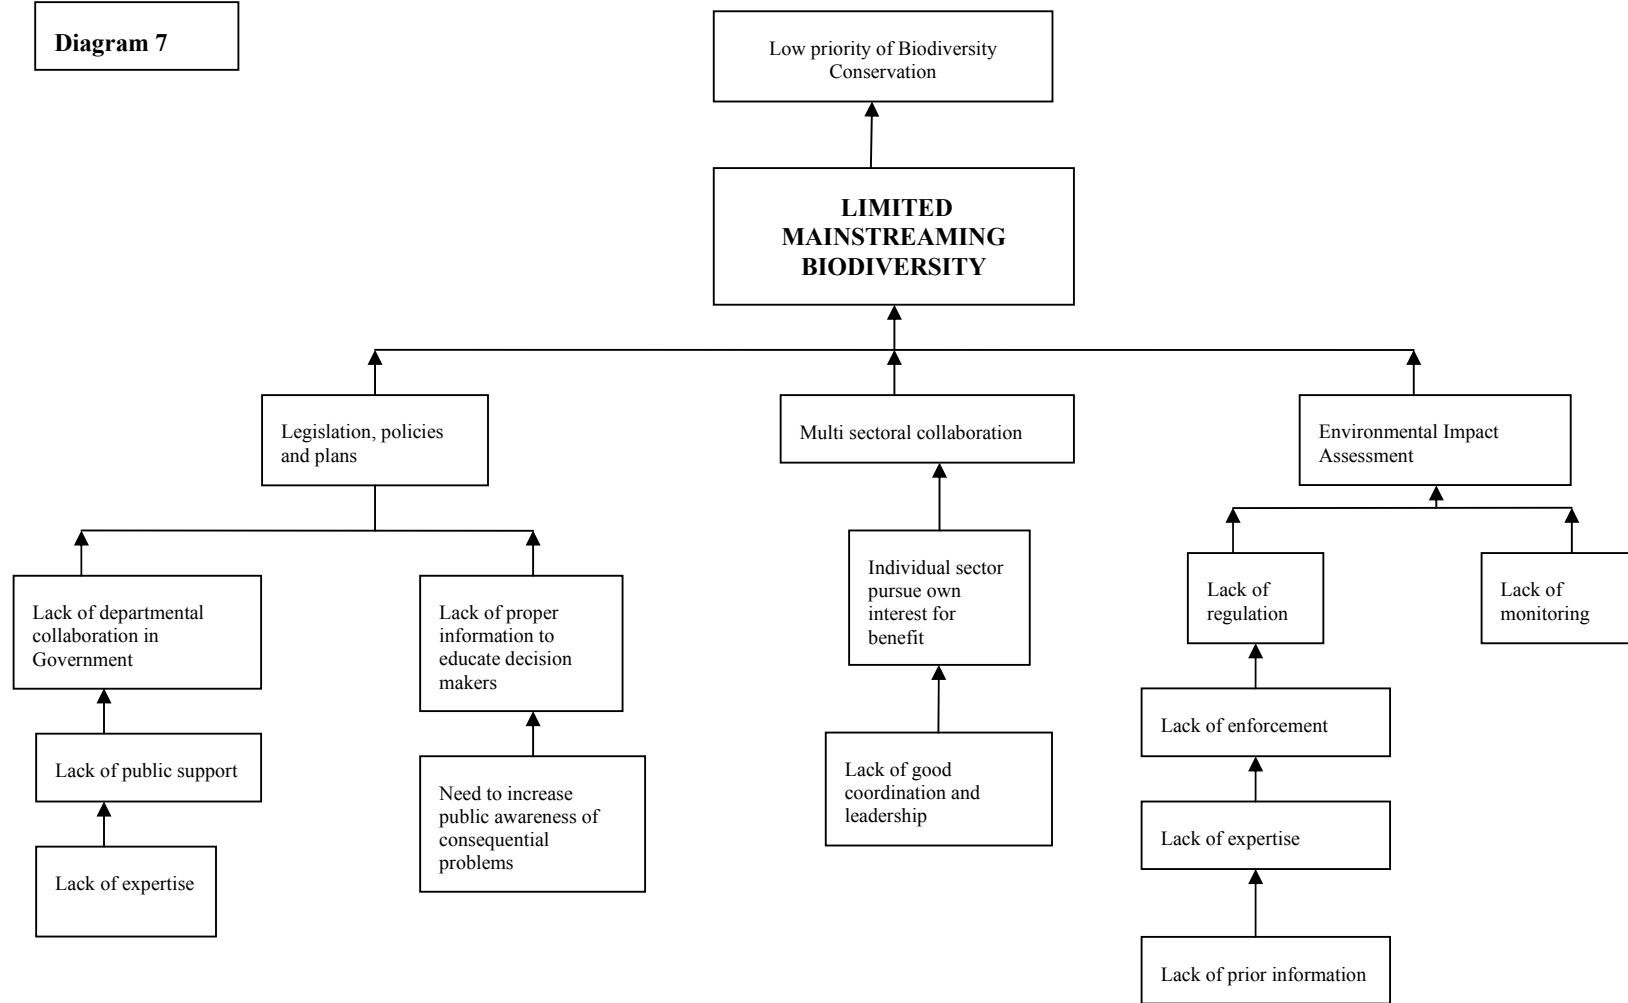 Diagram 7
Low priority of Biodiversity
Conservation
LIMITED
MAINSTREAMING
BIODIVERSITY
Legislation, policies
and plans
Multi sectoral collaboration
Environmental Impact
Assessment
Lack of departmental
collaboration in
Government
Lack of proper
information to
educate decision
makers
Individual sector
pursue own
interest for
benefit
Lack of
regulation
Lack of
monitoring
Lack of public support
Need to increase
public awareness of
consequential
problems
Lack of good
coordination and
leadership
Lack of enforcement
Lack of expertise
Lack of expertise
Lack of prior information